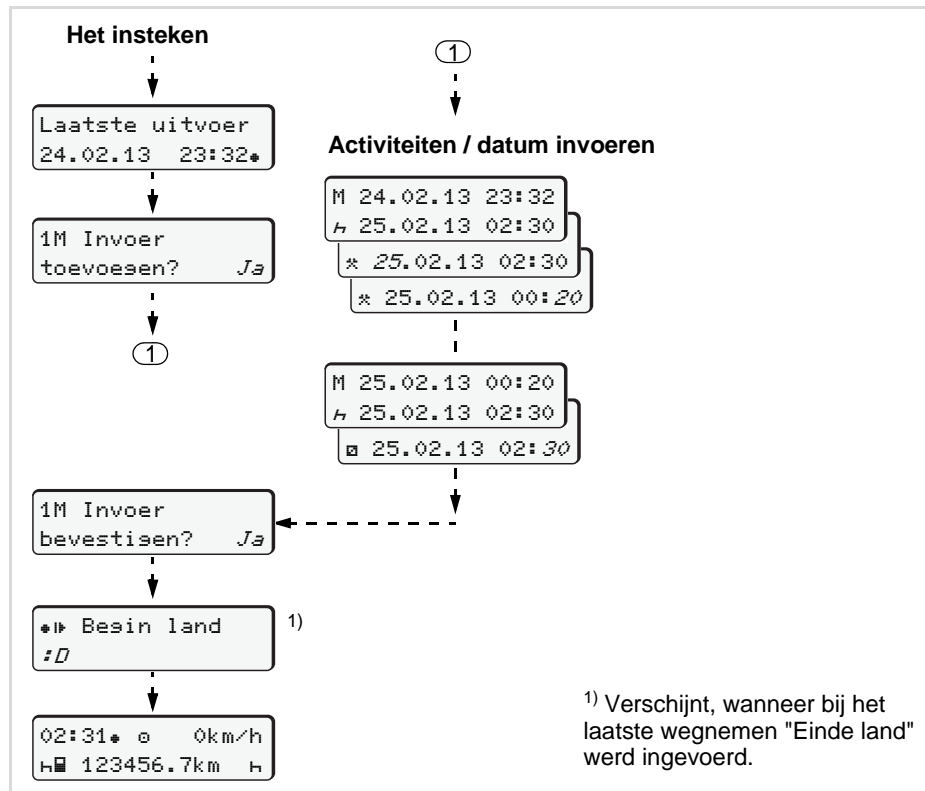 Het insteken
Laatste uitvoer
24.02.13 23:32
1M Invoer
toevoegen? Ja
1
1
Activiteiten / datum invoeren
M 24.02.13 23:32
25.02.13 02:30
25.02.13 02:30
25.02.13 00:20
M 25.02.13 00:20
25.02.13 02:30
25.02.13 02:30
1M Invoer
bevestigen? Ja
Begin land
:D
1)
02:31 0km/h
123456.7km
1) Verschijnt, wanneer bij het
laatste wegnemen "Einde land"
werd ingevoerd.